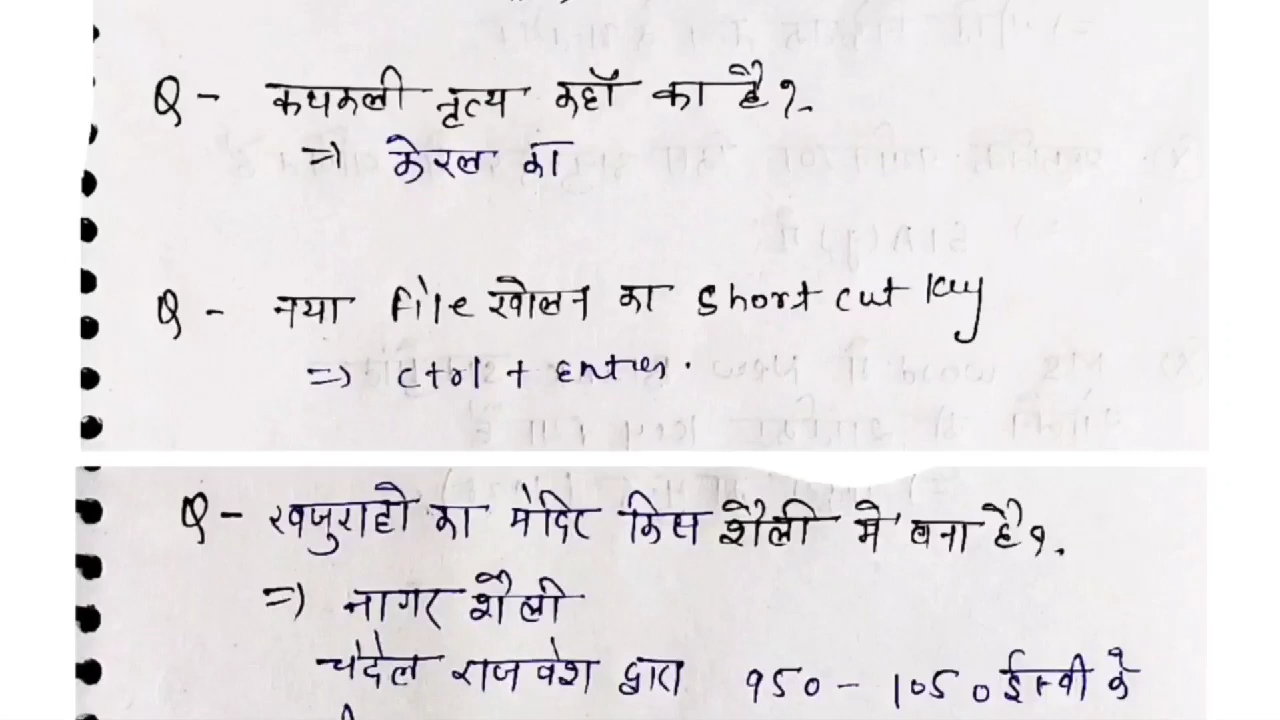 Q - कथकली नृत्य कहाँ का है?
=> केरल का
Q - नया File खोलन का Short cut key
=> ctrl + Enter.
Q - खजुराहो का मंदिर किस शैली में बना है?
=> नागर शैली
चंदेल राजवंश द्वारा 950 - 1050 ईस्वी के